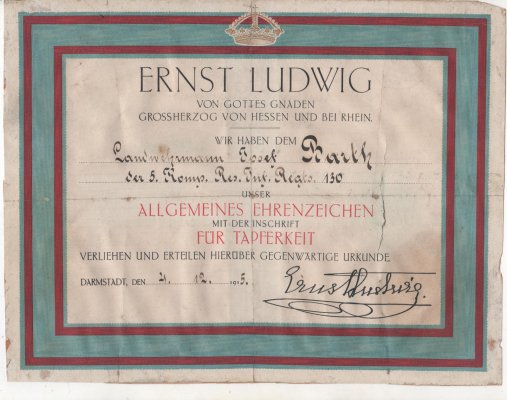 ERNST LUDWIG
VON GOTTES GNADEN
GROSSHERZOG VON HESSEN UND BEI RHEIN.
WIR HABEN DEM
Landwehrmann Josef Barth
der 5. Komp. Res. Inf. Regts. 130
UNSER
ALLGEMEINES EHRENZEICHEN
MIT DER INSCHRIFT
FÜR TAPFERKEIT
VERLIEHEN UND ERTEILEN HIERÜBER GEGENWÄRTIGE URKUNDE.
DARMSTADT, DEN 21. 12. 1915.
Ernst Ludwig.